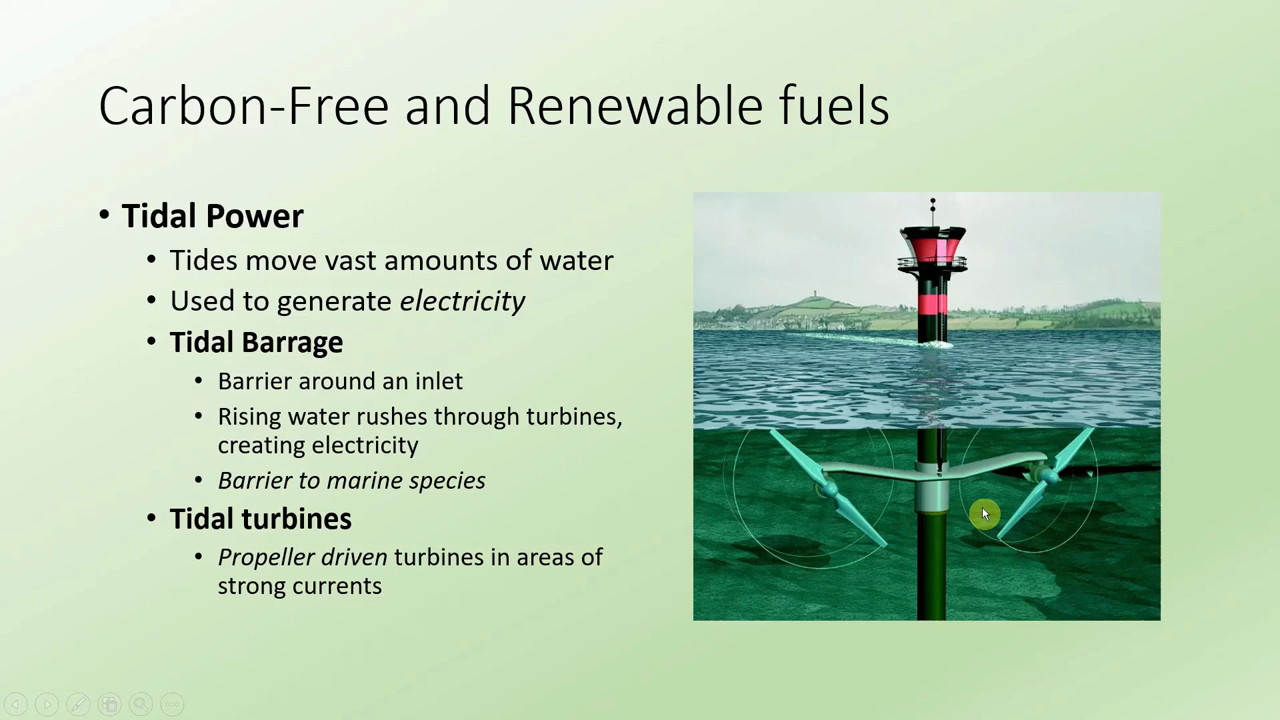 Carbon-Free and Renewable fuels
• Tidal Power
• Tides move vast amounts of water
• Used to generate electricity
• Tidal Barrage
• Barrier around an inlet
• Rising water rushes through turbines,
creating electricity
• Barrier to marine species
• Tidal turbines
• Propeller driven turbines in areas of
strong currents